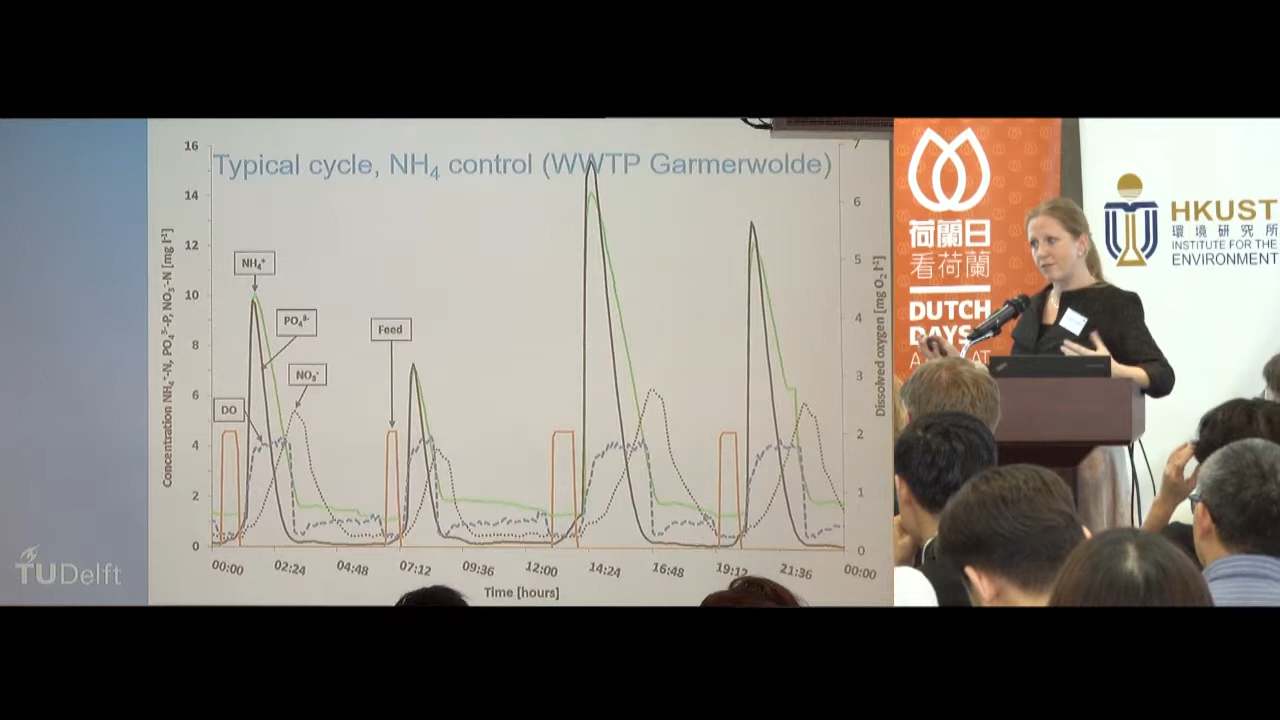 Typical cycle, NH₄ control (WWTP Garmerwolde)
Concentration NH₄⁺-N, PO₄³⁻-P, NO₃⁻-N [mg l⁻¹]
16
14
12
10
8
6
4
2
0
NH₄⁺
PO₄³⁻
NO₃⁻
DO
Feed
7
6
5
4
3
2
1
0
Dissolved oxygen [mg O₂ l⁻¹]
00:00
02:24
04:48
07:12
09:36
12:00
14:24
16:48
19:12
21:36
00:00
Time [hours]
TUDelft
荷蘭日
看荷蘭
DUTCH
DAYS
HKUST
環境研究所
INSTITUTE FOR THE
ENVIRONMENT